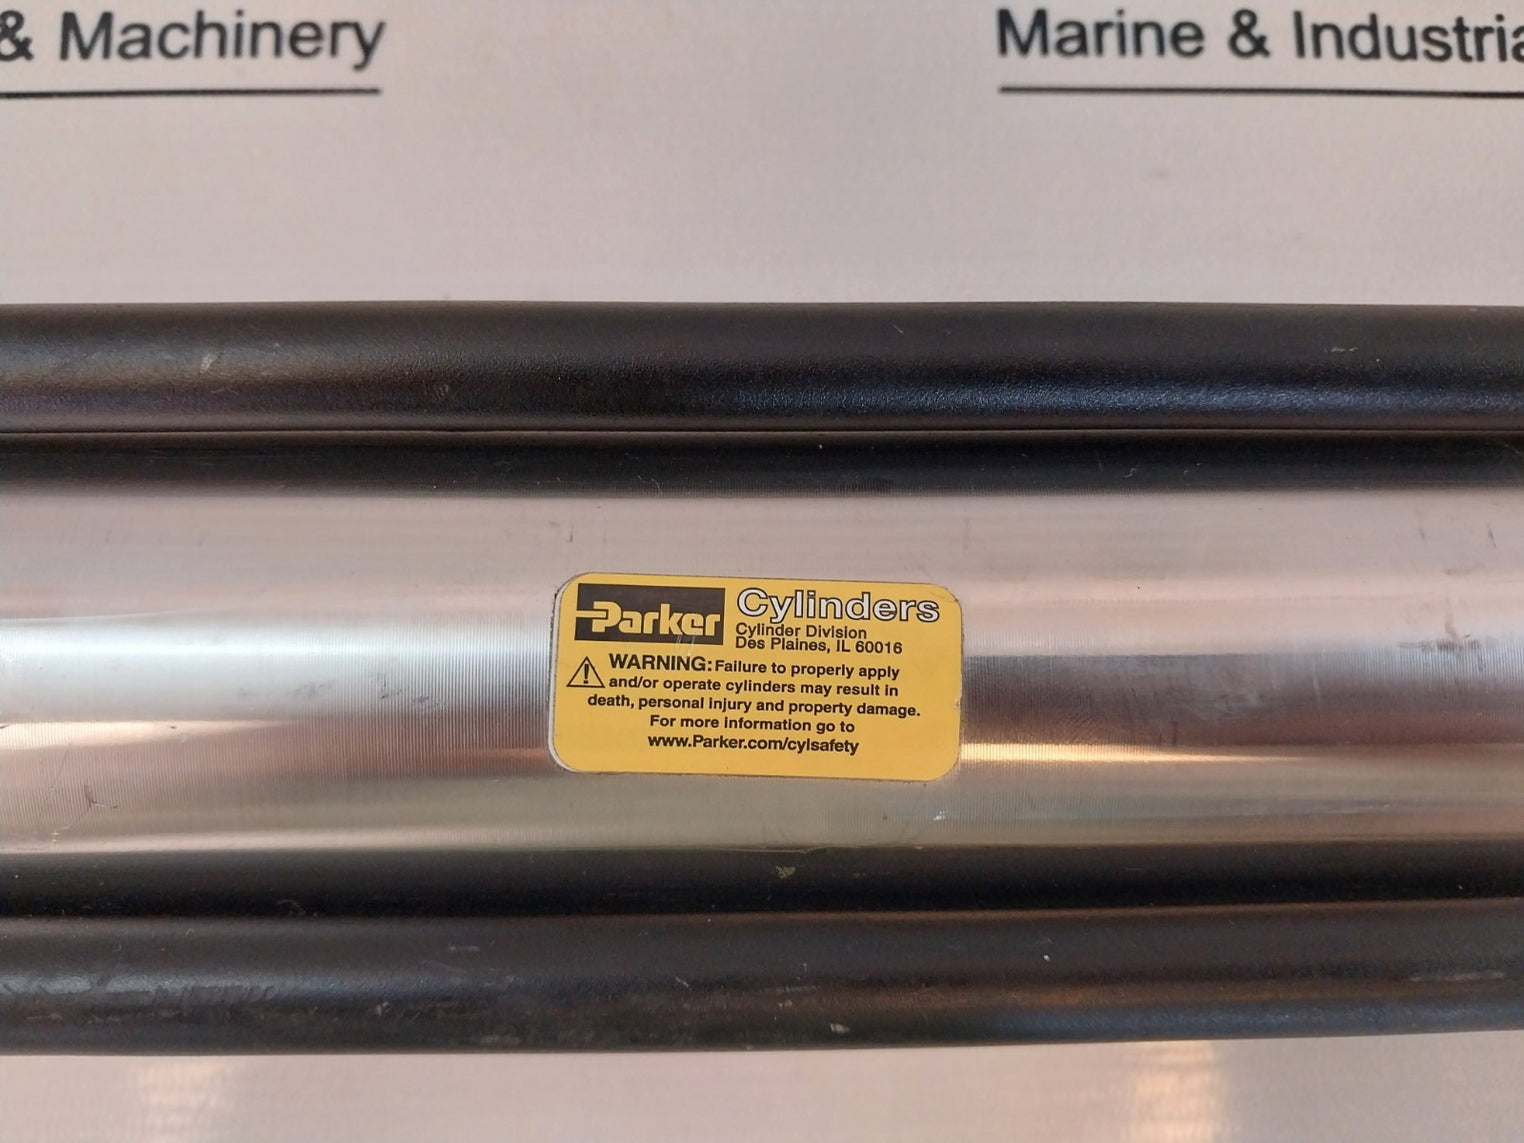 & Machinery
Marine & Industria
Parker
Cylinders
Cylinder Division
Des Plaines, IL 60016
WARNING: Failure to properly apply
and/or operate cylinders may result in
death, personal injury and property damage.
For more information go to
www.Parker.com/cylsafety